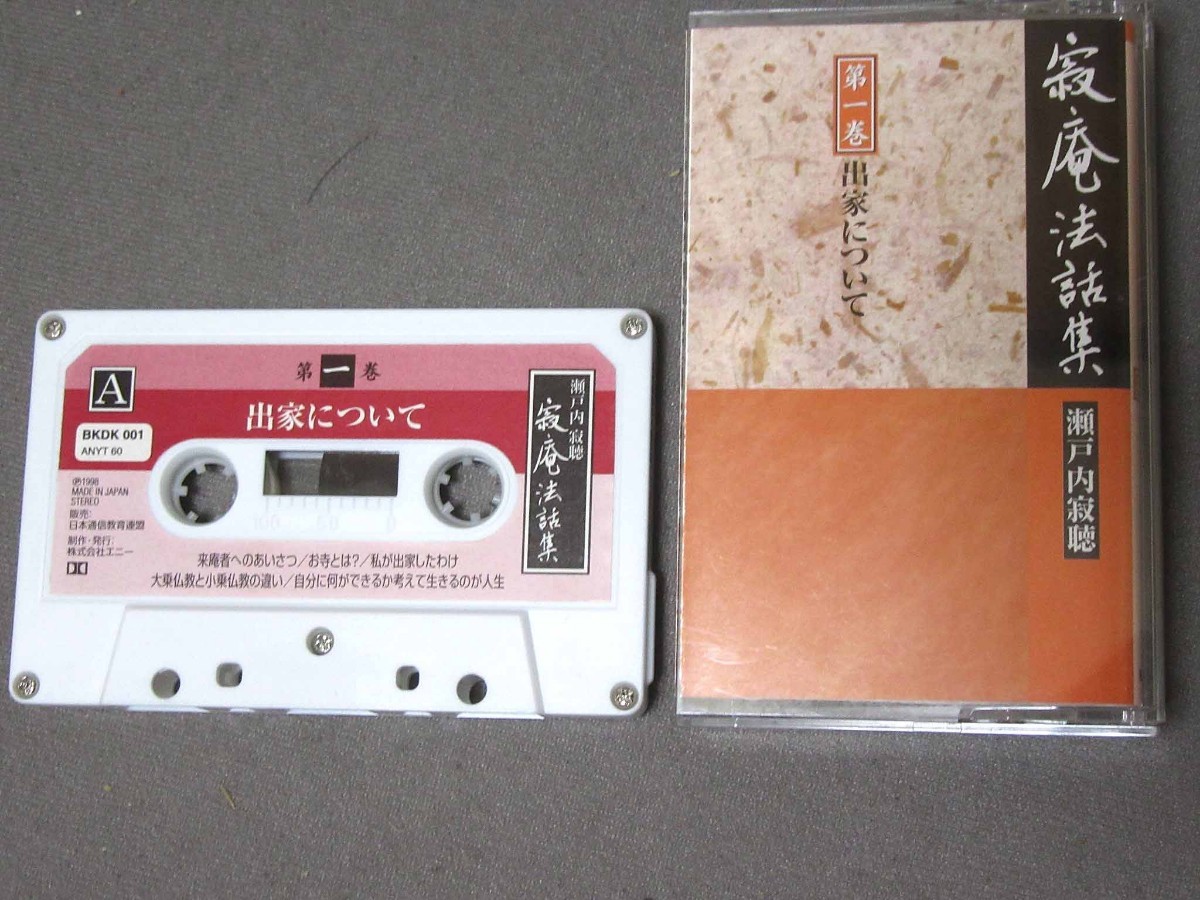 第一巻
出家について
A
BKDK 001
ANYT 60
℗1998
MADE IN JAPAN
STEREO
販売:
日本通信教育連盟
制作・発行:
株式会社エニー
瀬戸内寂聴
寂庵法話集
100 50 0
来庵者へのあいさつ/お寺とは?/私が出家したわけ
大乗仏教と小乗仏教の違い/自分に何ができるか考えて生きるのが人生
寂庵法話集
瀬戸内寂聴
第一巻
出家について